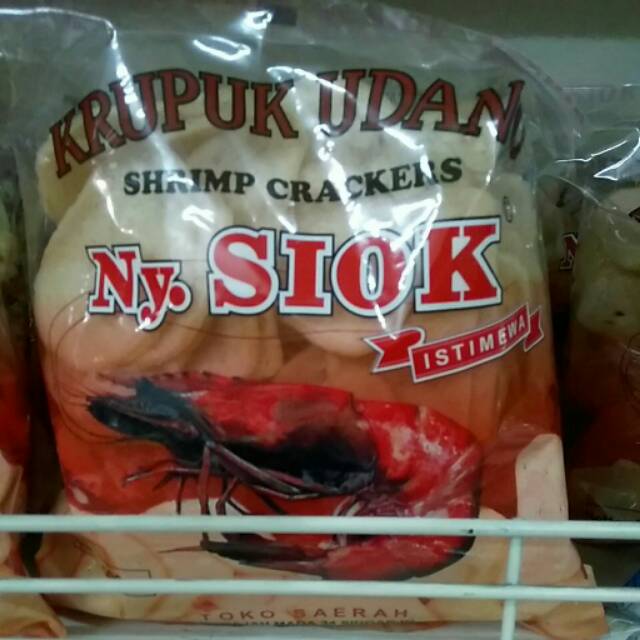 KRUPUK UDANG
SHRIMP CRACKERS
Ny. SIOK
ISTIMEWA
TOKO SAERAH